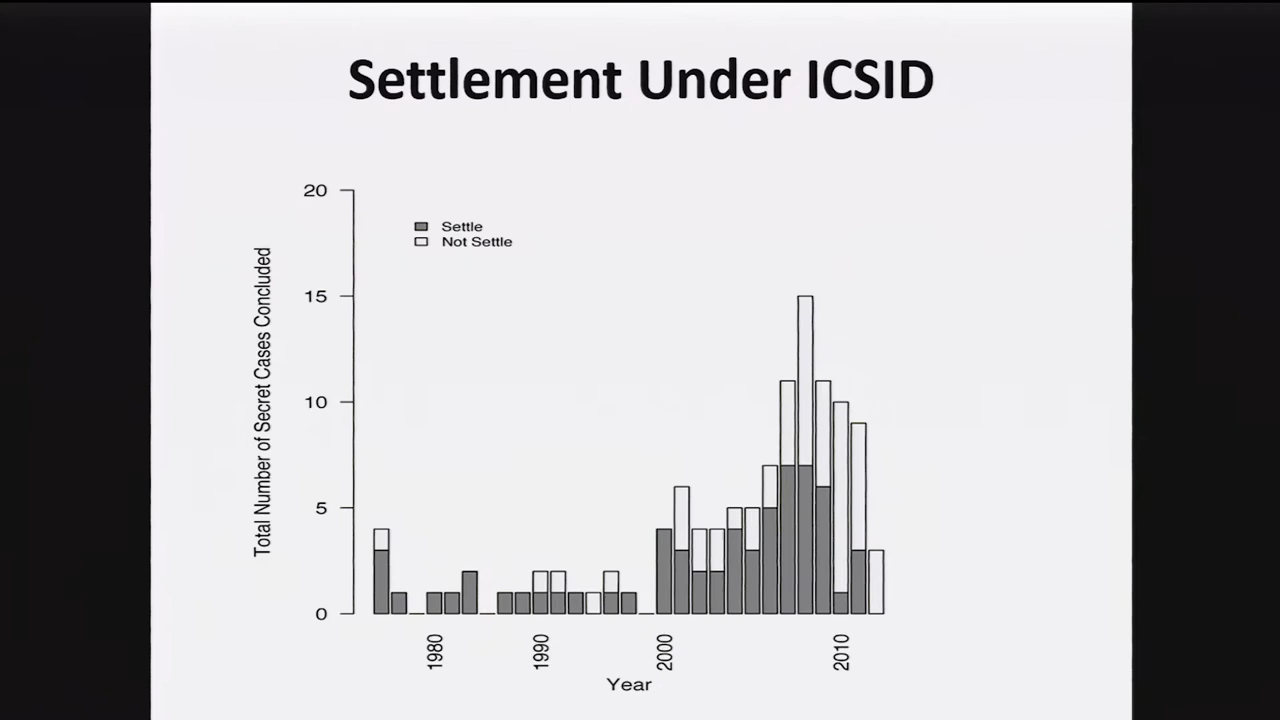 Settlement Under ICSID
20
Settle
Not Settle
15
10
5
0
Total Number of Secret Cases Concluded
1980
1990
2000
2010
Year